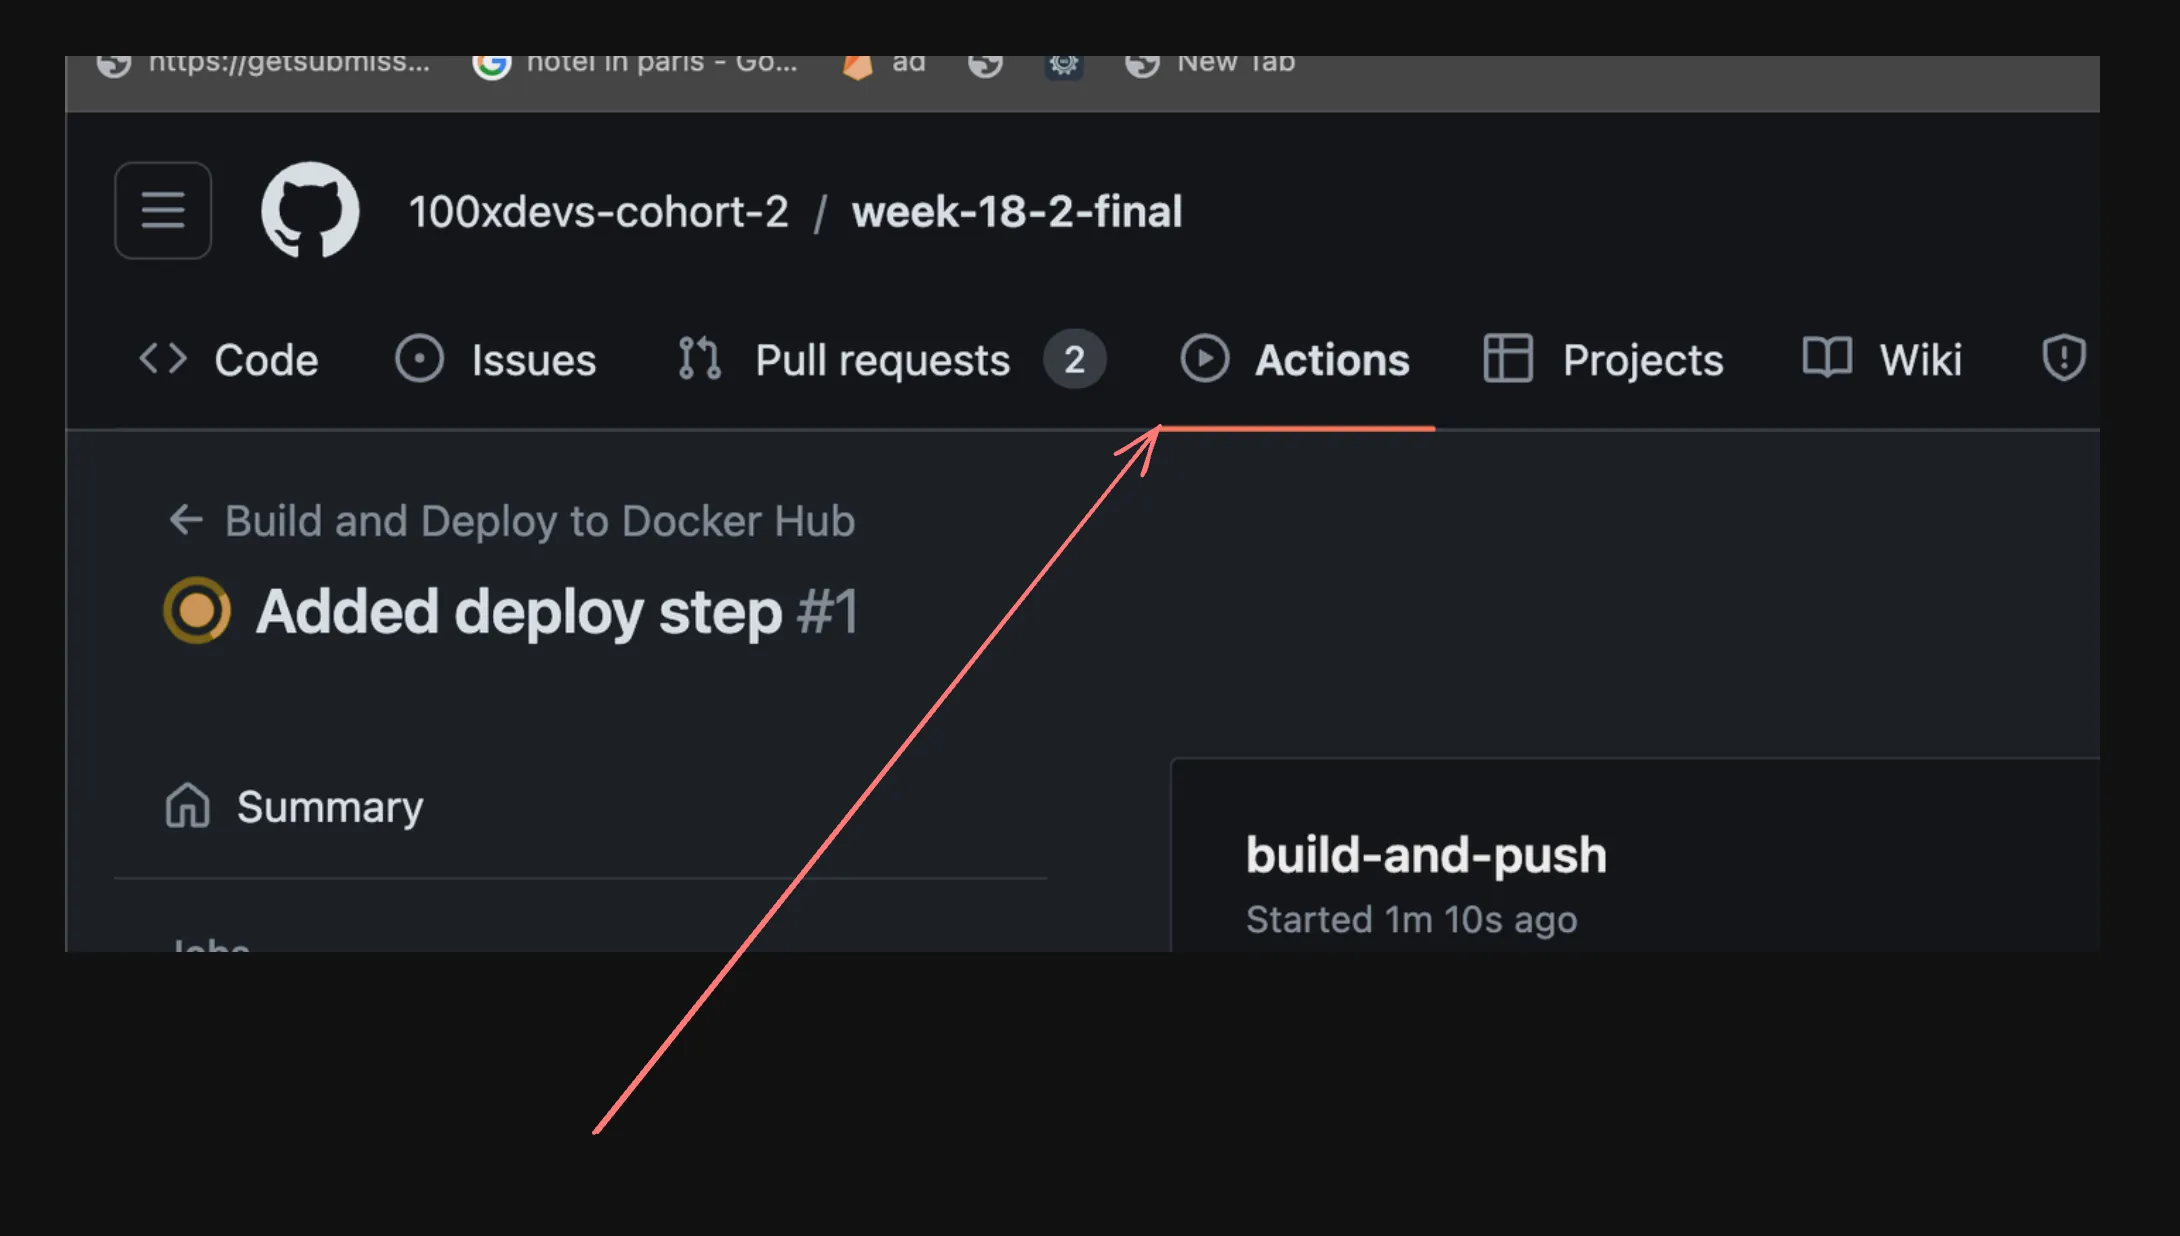 https://getsubmiss... hotel in paris - Go... ad New Tab
100xdevs-cohort-2 / week-18-2-final
Code Issues Pull requests 2 Actions Projects Wiki
Build and Deploy to Docker Hub
Added deploy step #1
Summary
build-and-push
Started 1m 10s ago
Jobs